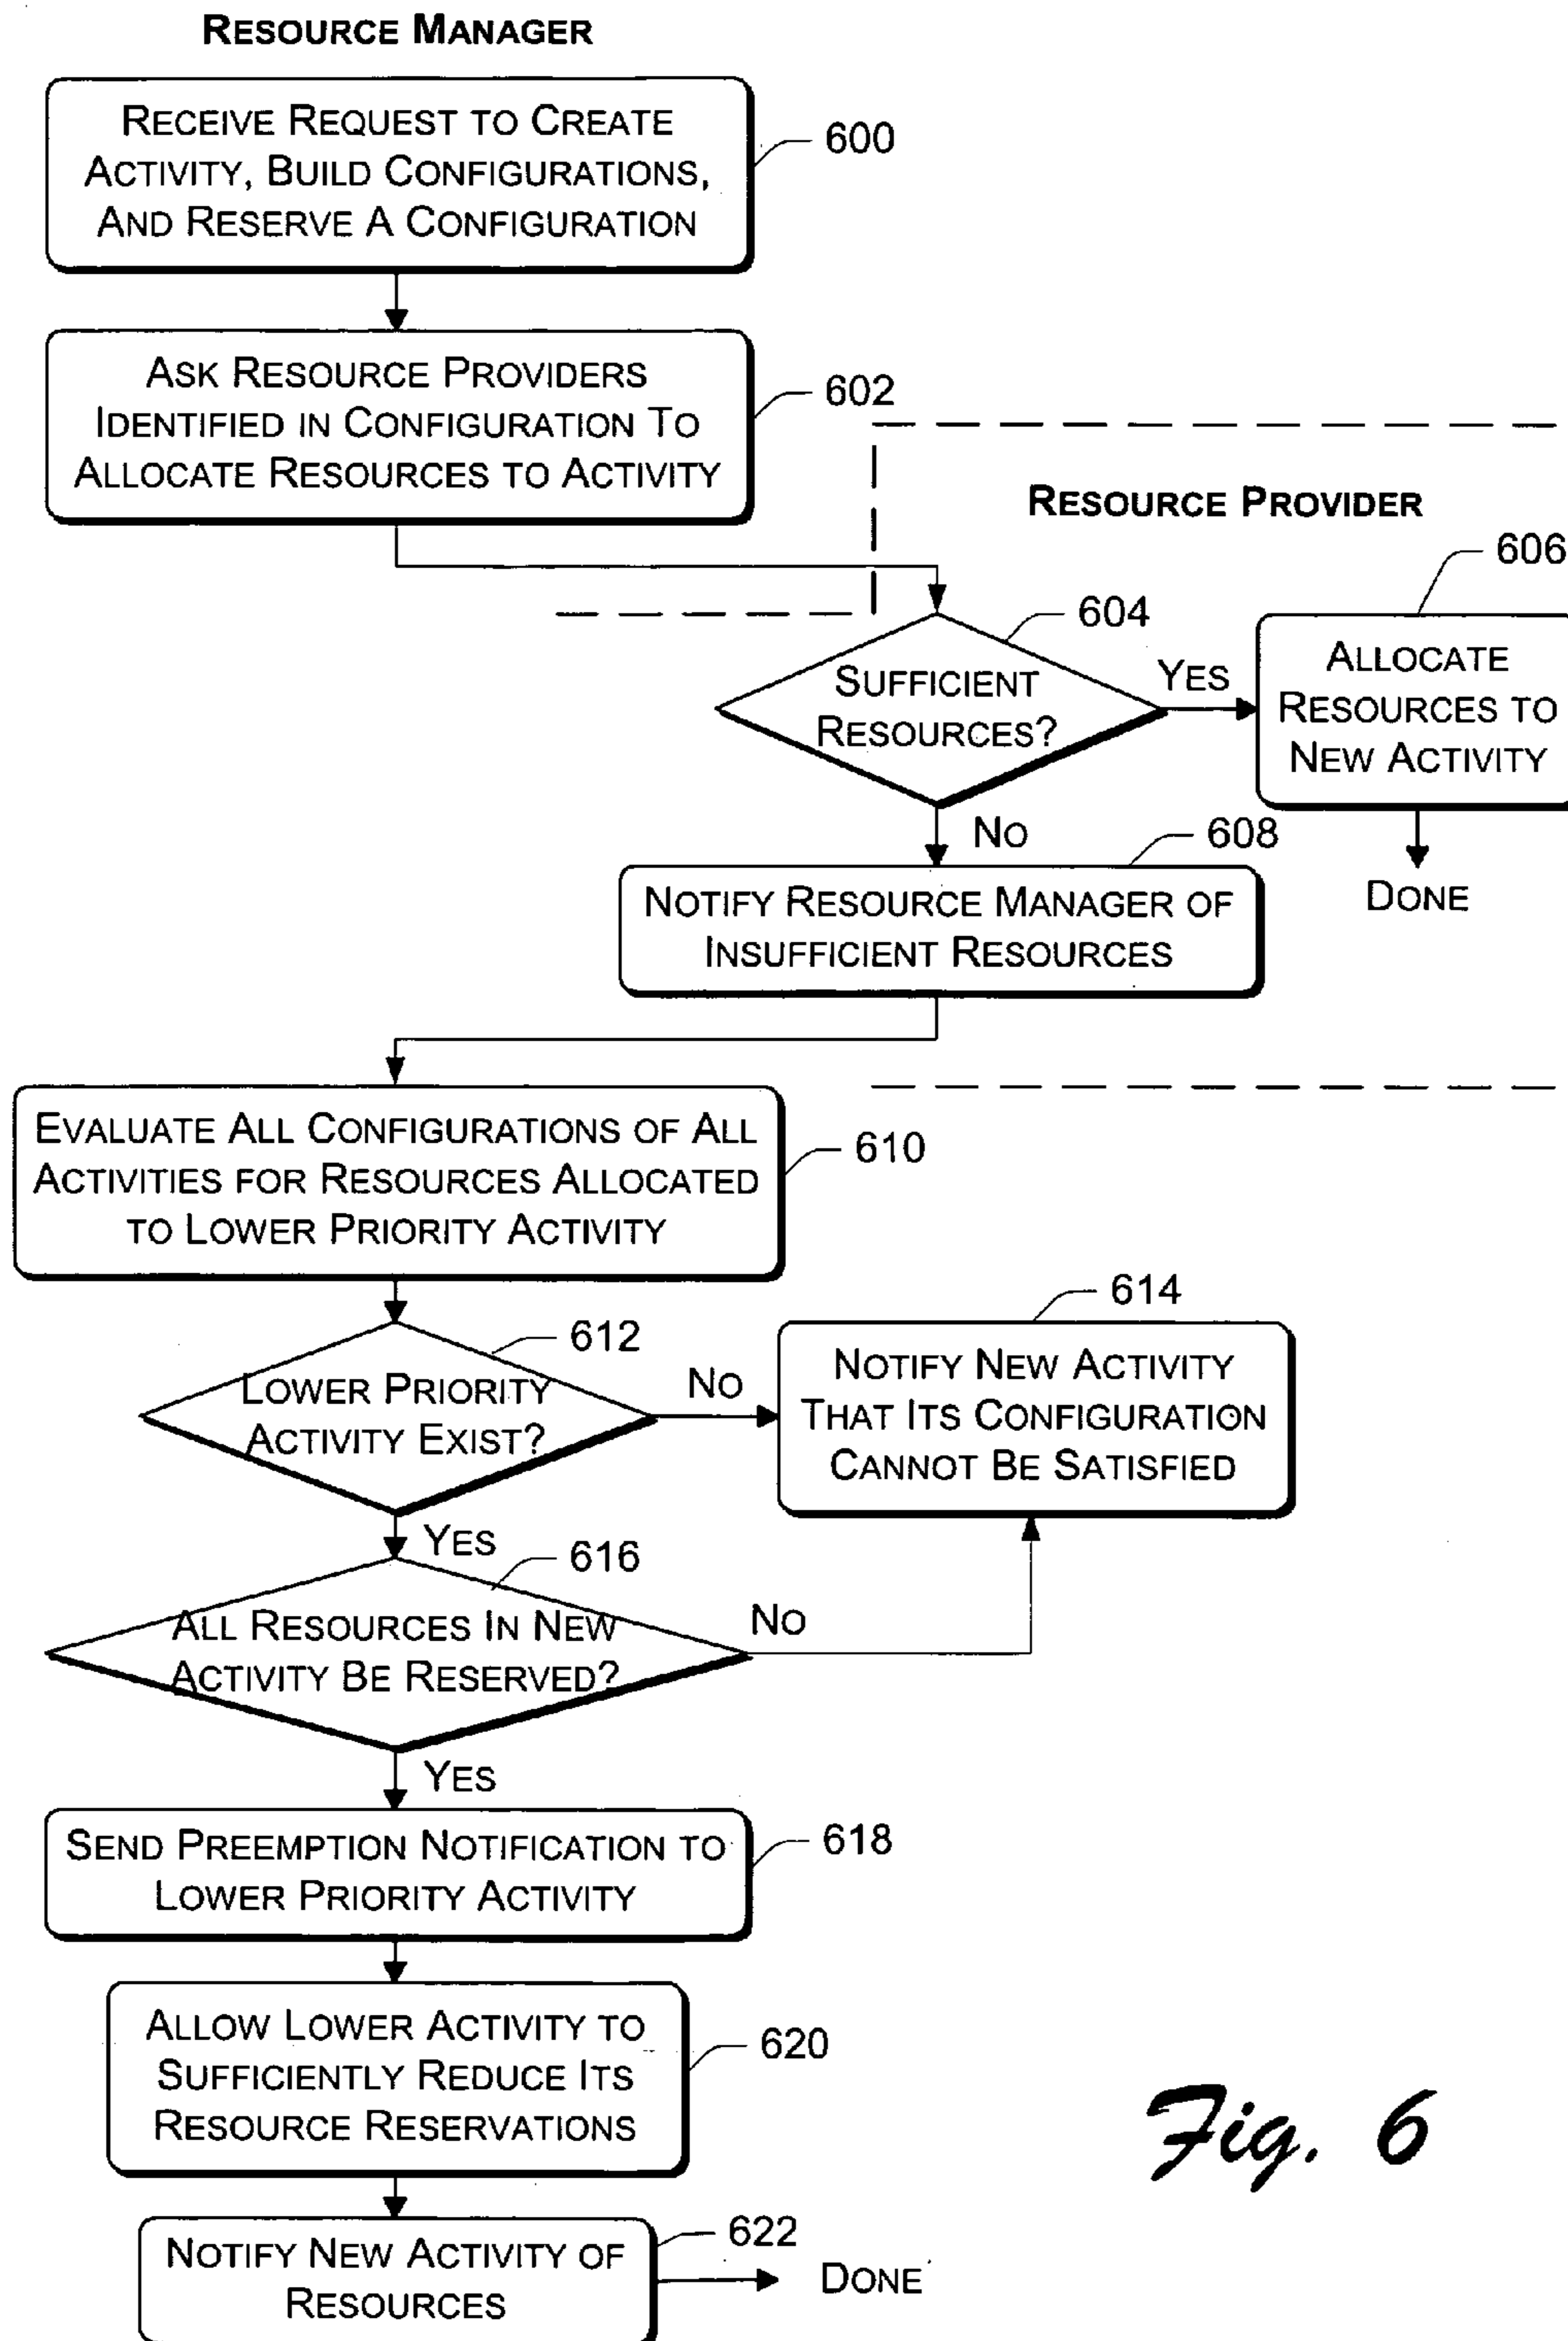 RESOURCE MANAGER
RECEIVE REQUEST TO CREATE
ACTIVITY, BUILD CONFIGURATIONS,
AND RESERVE A CONFIGURATION
600
ASK RESOURCE PROVIDERS
IDENTIFIED IN CONFIGURATION TO
ALLOCATE RESOURCES TO ACTIVITY
602
RESOURCE PROVIDER
606
604
SUFFICIENT
RESOURCES?
YES
ALLOCATE
RESOURCES TO
NEW ACTIVITY
NO
608
DONE
NOTIFY RESOURCE MANAGER OF
INSUFFICIENT RESOURCES
EVALUATE ALL CONFIGURATIONS OF ALL
ACTIVITIES FOR RESOURCES ALLOCATED
TO LOWER PRIORITY ACTIVITY
610
614
612
LOWER PRIORITY
ACTIVITY EXIST?
NO
NOTIFY NEW ACTIVITY
THAT ITS CONFIGURATION
CANNOT BE SATISFIED
YES
616
ALL RESOURCES IN NEW
ACTIVITY BE RESERVED?
NO
YES
SEND PREEMPTION NOTIFICATION TO
LOWER PRIORITY ACTIVITY
618
ALLOW LOWER ACTIVITY TO
SUFFICIENTLY REDUCE ITS
RESOURCE RESERVATIONS
620
Fig. 6
622
NOTIFY NEW ACTIVITY OF
RESOURCES
DONE